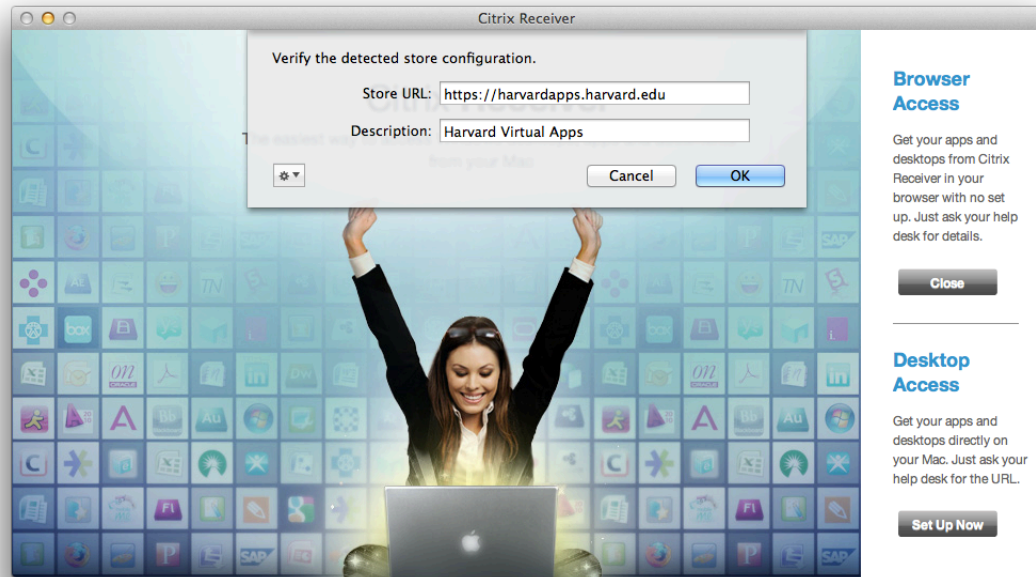 Citrix Receiver
Verify the detected store configuration.
Store URL: https://harvardapps.harvard.edu
Description: Harvard Virtual Apps
Cancel OK
from your Mac
Browser
Access
Get your apps and
desktops from Citrix
Receiver in your
browser with no set
up. Just ask your help
desk for details.
Close
Desktop
Access
Get your apps and
desktops directly on
your Mac. Just ask your
help desk for the URL.
Set Up Now